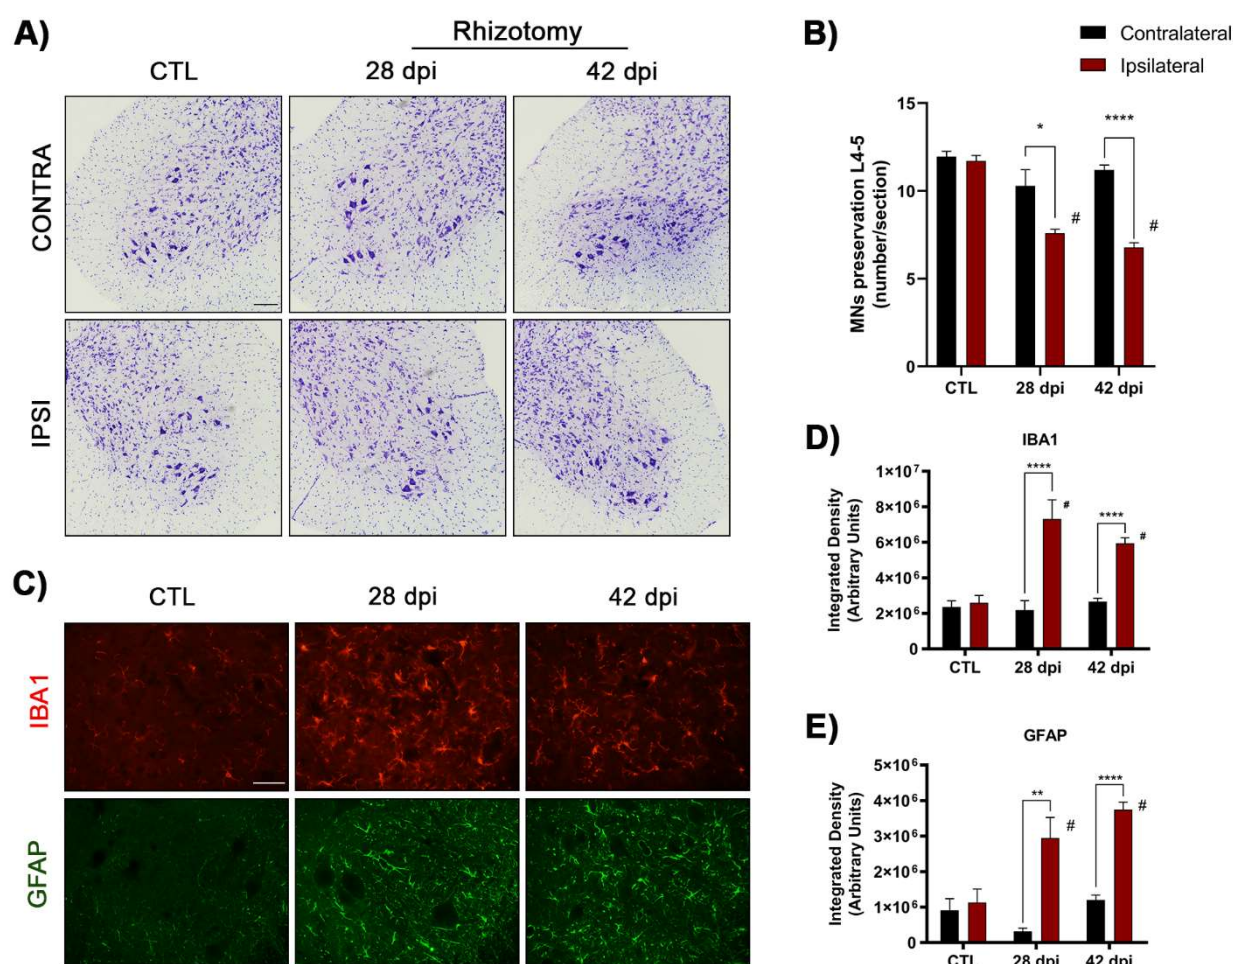 A)
Rhizotomy
CTL 28 dpi 42 dpi
CONTRA
IPSI
B)
Contralateral
Ipsilateral
MNs preservation L4-5
(number/section)
15
10
5
0
*
#
****
#
CTL 28 dpi 42 dpi
C)
CTL 28 dpi 42 dpi
IBA1
GFAP
D)
IBA1
Integrated Density
(Arbitrary Units)
1×10⁷
8×10⁶
6×10⁶
4×10⁶
2×10⁶
0
****
#
****
#
CTL 28 dpi 42 dpi
E)
GFAP
Integrated Density
(Arbitrary Units)
5×10⁶
4×10⁶
3×10⁶
2×10⁶
1×10⁶
0
**
#
****
#
CTL 28 dpi 42 dpi